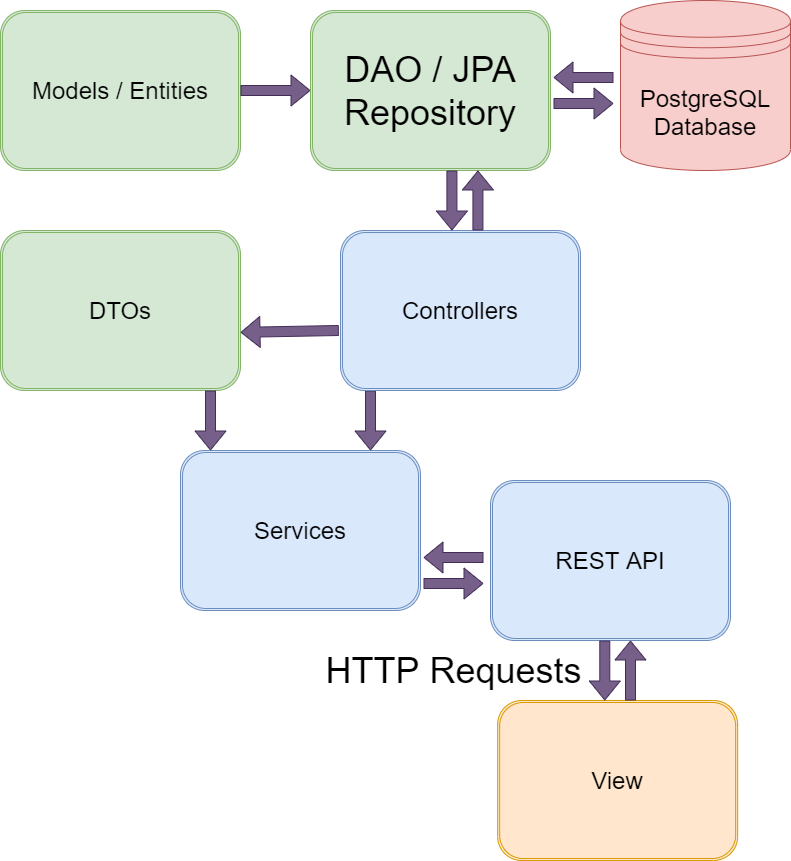 Models / Entities
DAO / JPA
Repository
PostgreSQL
Database
DTOs
Controllers
Services
REST API
HTTP Requests
View